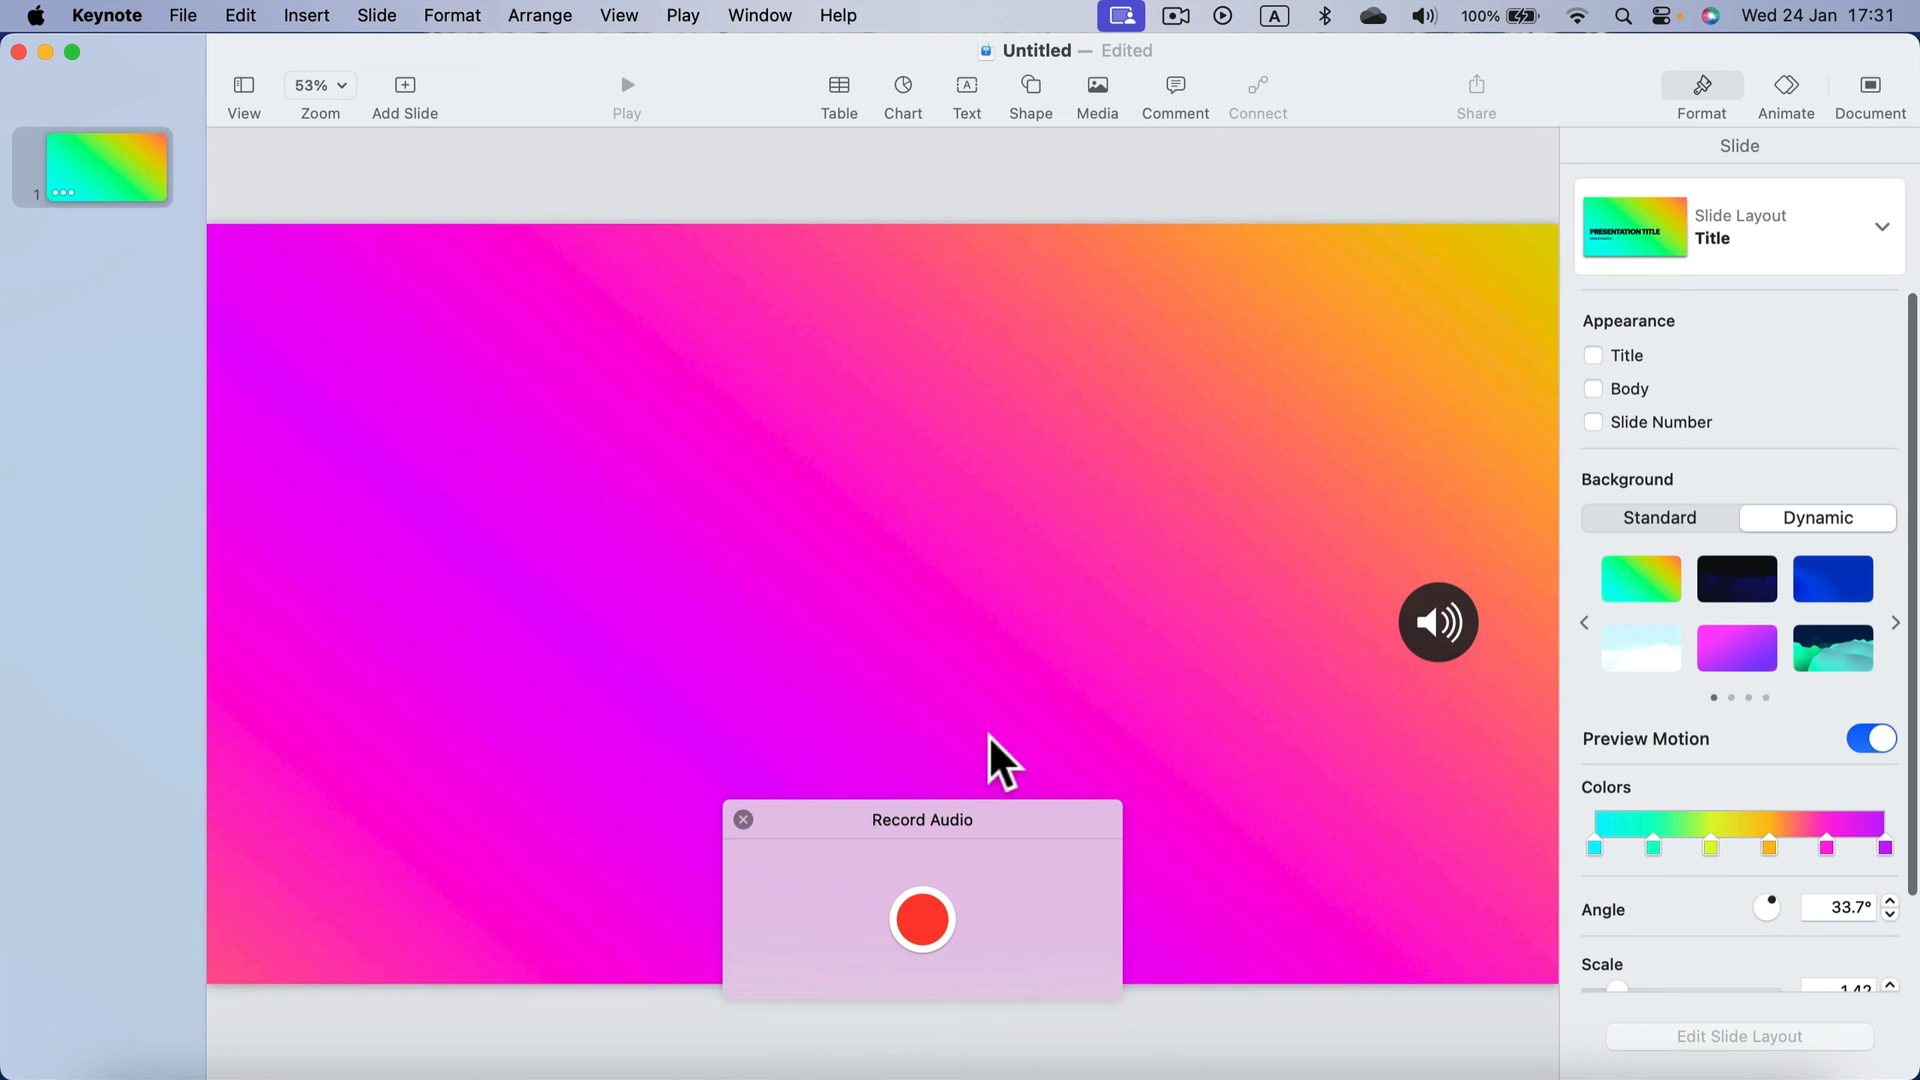 Keynote File Edit Insert Slide Format Arrange View Play Window Help A 100% Wed 24 Jan 17:31
Untitled — Edited
53%
View Zoom Add Slide Play Table Chart Text Shape Media Comment Connect Share Format Animate Document
Slide
1
PRESENTATION TITLE
Slide Layout
Title
Appearance
Title
Body
Slide Number
Background
Standard Dynamic
Preview Motion
Colors
Record Audio
Angle 33.7°
Scale
1.42
Edit Slide Layout